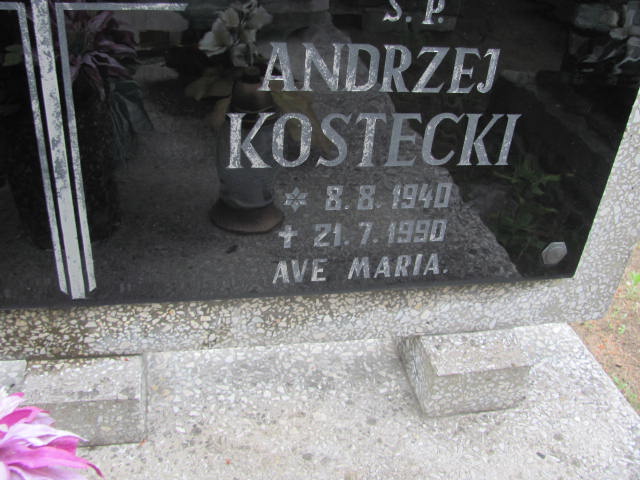 Ś. P.
ANDRZEJ
KOSTECKI
✡ 8.8.1940
✝ 21.7.1990
AVE MARIA.